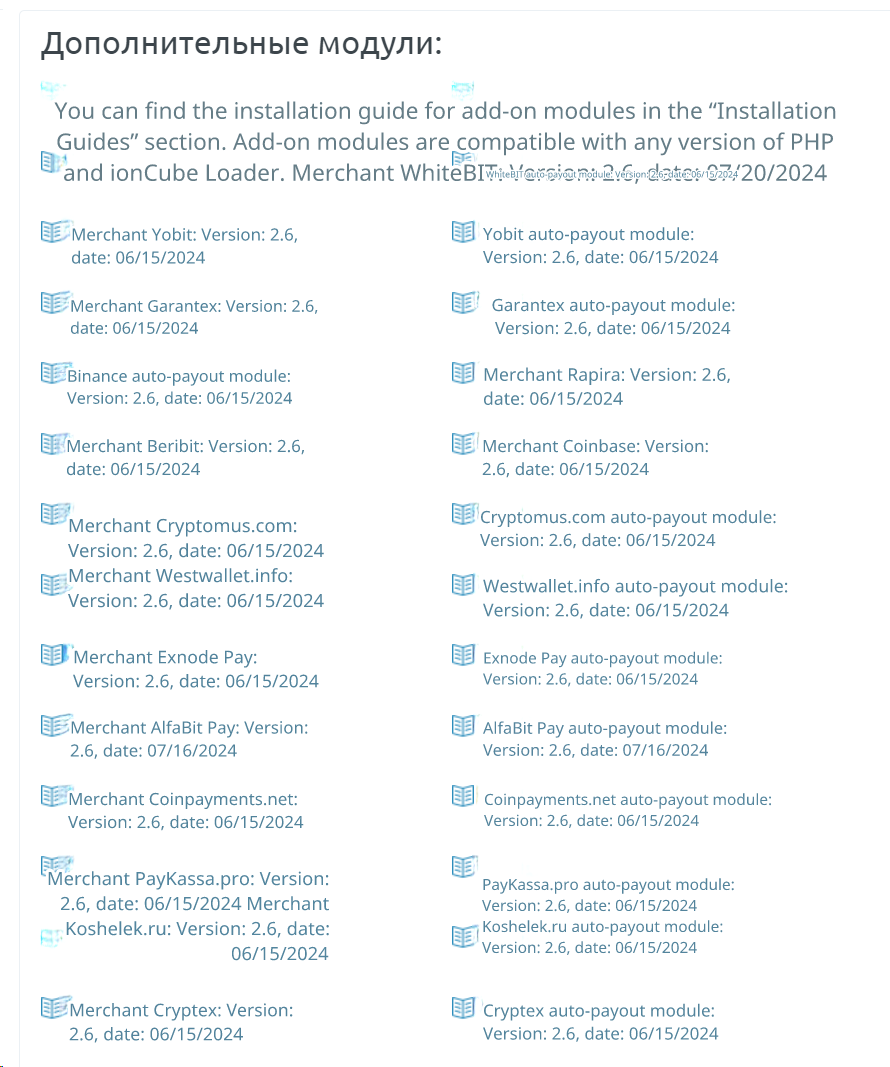 Дополнительные модули:
You can find the installation guide for add-on modules in the “Installation
Guides” section. Add-on modules are compatible with any version of PHP
and ionCube Loader. Merchant WhiteBIT: Version: 2.6, date: 07/20/2024
WhiteBIT auto-payout module: Version: 2.6, date: 06/15/2024
Merchant Yobit: Version: 2.6,
date: 06/15/2024
Yobit auto-payout module:
Version: 2.6, date: 06/15/2024
Merchant Garantex: Version: 2.6,
date: 06/15/2024
Garantex auto-payout module:
Version: 2.6, date: 06/15/2024
Binance auto-payout module:
Version: 2.6, date: 06/15/2024
Merchant Rapira: Version: 2.6,
date: 06/15/2024
Merchant Beribit: Version: 2.6,
date: 06/15/2024
Merchant Coinbase: Version:
2.6, date: 06/15/2024
Merchant Cryptomus.com:
Version: 2.6, date: 06/15/2024
Cryptomus.com auto-payout module:
Version: 2.6, date: 06/15/2024
Merchant Westwallet.info:
Version: 2.6, date: 06/15/2024
Westwallet.info auto-payout module:
Version: 2.6, date: 06/15/2024
Merchant Exnode Pay:
Version: 2.6, date: 06/15/2024
Exnode Pay auto-payout module:
Version: 2.6, date: 06/15/2024
Merchant AlfaBit Pay: Version:
2.6, date: 07/16/2024
AlfaBit Pay auto-payout module:
Version: 2.6, date: 07/16/2024
Merchant Coinpayments.net:
Version: 2.6, date: 06/15/2024
Coinpayments.net auto-payout module:
Version: 2.6, date: 06/15/2024
Merchant PayKassa.pro: Version:
2.6, date: 06/15/2024 Merchant
Koshelek.ru: Version: 2.6, date:
06/15/2024
PayKassa.pro auto-payout module:
Version: 2.6, date: 06/15/2024
Koshelek.ru auto-payout module:
Version: 2.6, date: 06/15/2024
Merchant Cryptex: Version:
2.6, date: 06/15/2024
Cryptex auto-payout module:
Version: 2.6, date: 06/15/2024